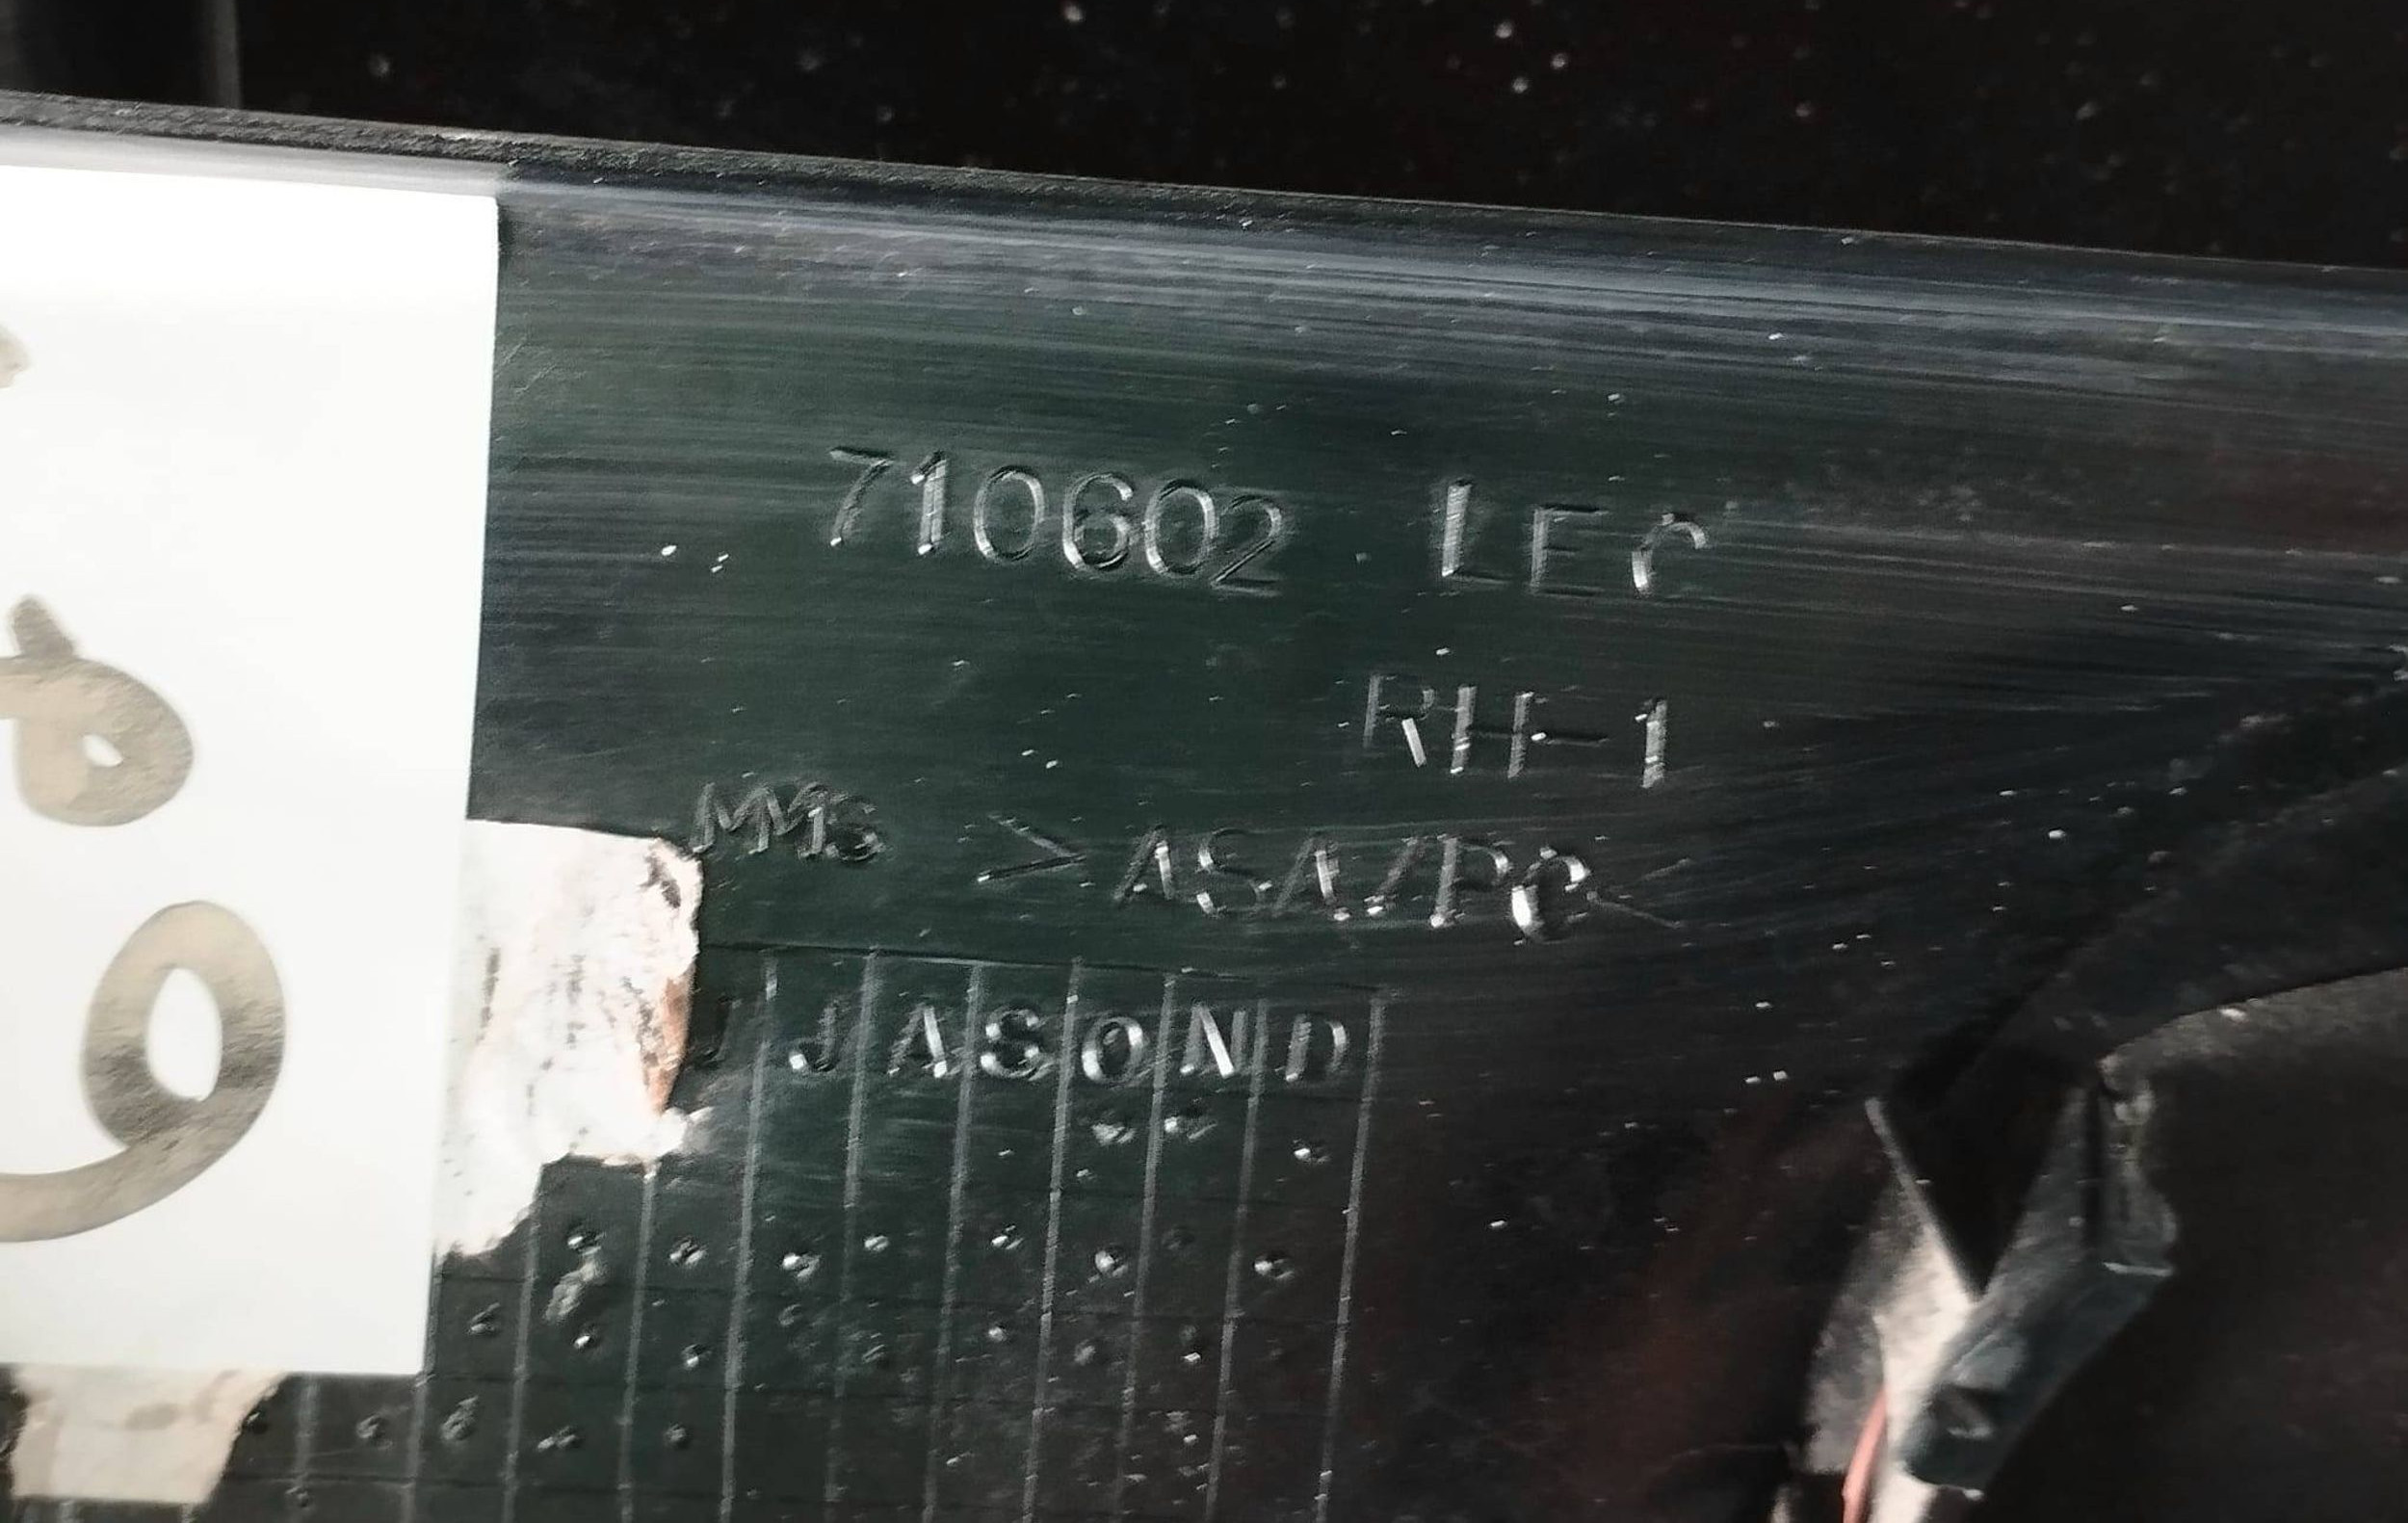 710602 LEC
RH-1
MMS >ASA/PC<
J J A S O N D